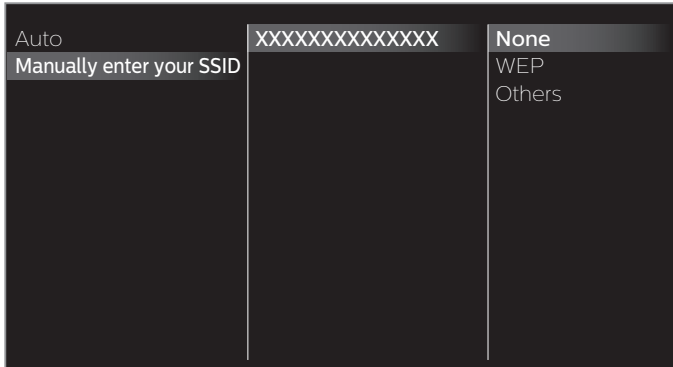 Auto
Manually enter your SSID
XXXXXXXXXXXXXX
None
WEP
Others